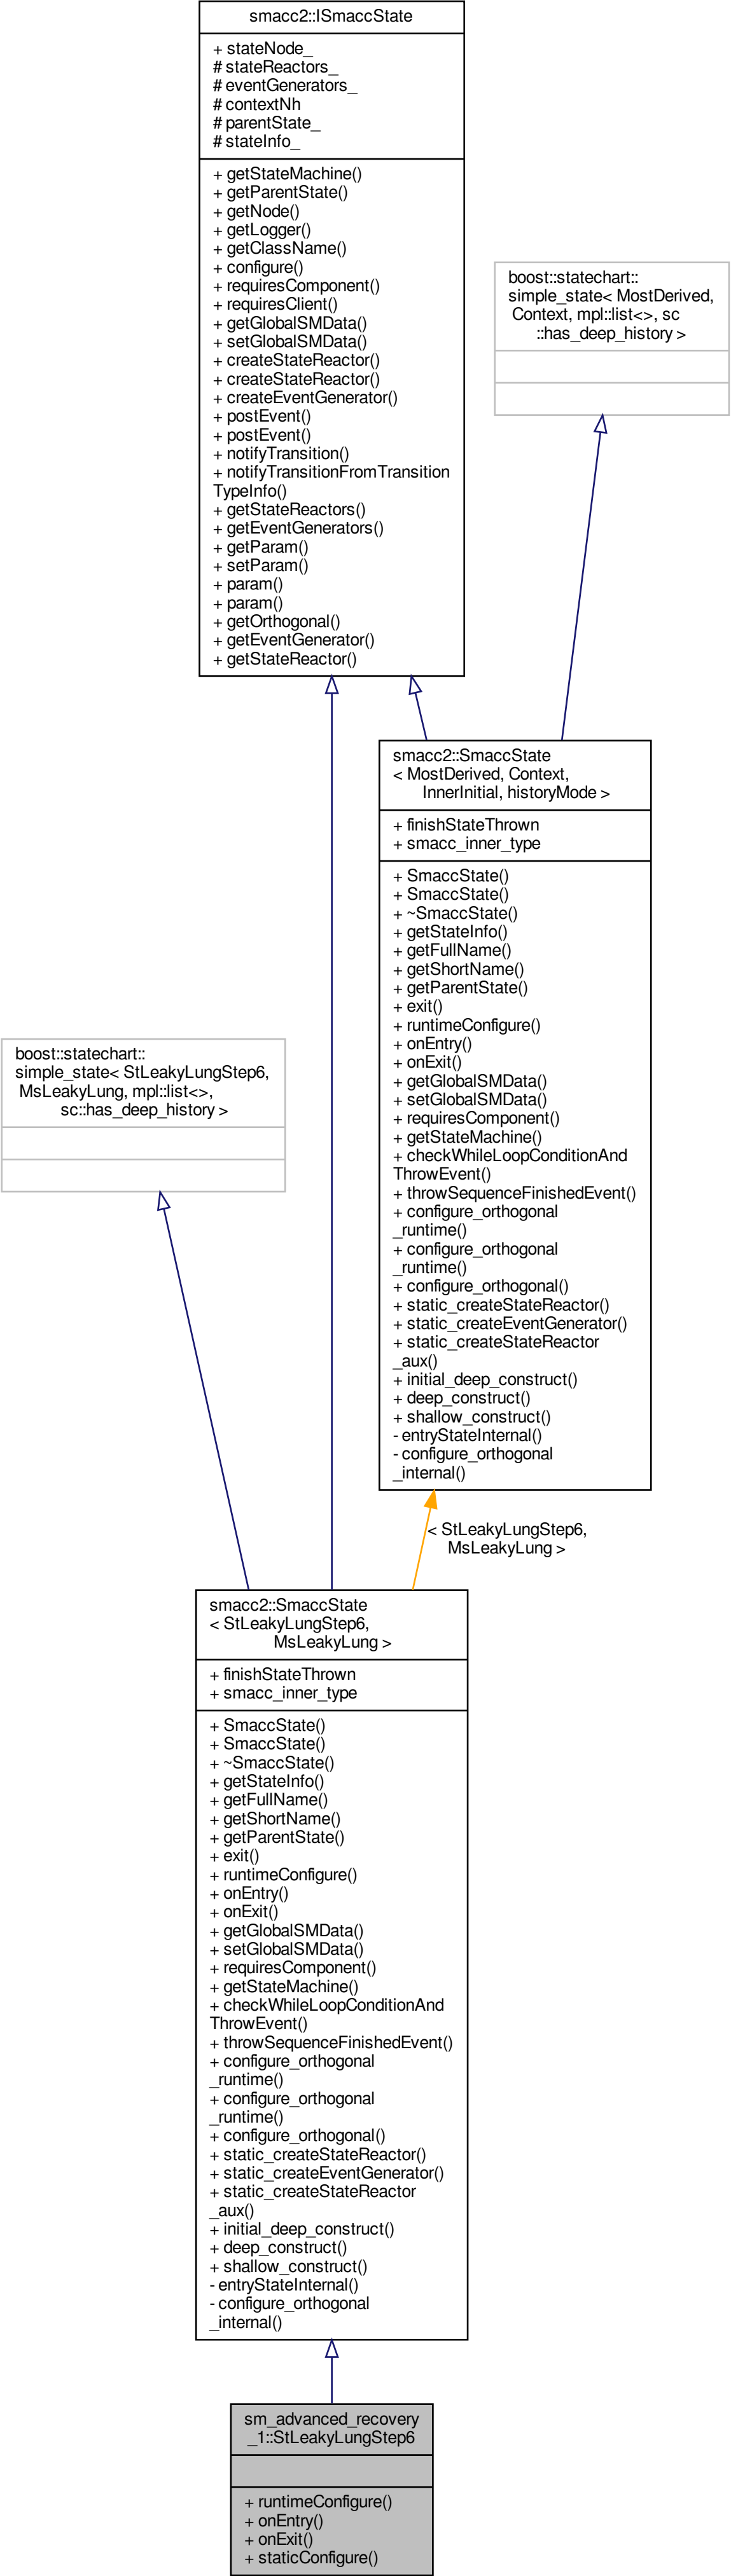 smacc2::ISmaccState
+ stateNode_
# stateReactors_
# eventGenerators_
# contextNh
# parentState_
# stateInfo_
+ getStateMachine()
+ getParentState()
+ getNode()
+ getLogger()
+ getClassName()
+ configure()
+ requiresComponent()
+ requiresClient()
+ getGlobalSMData()
+ setGlobalSMData()
+ createStateReactor()
+ createStateReactor()
+ createEventGenerator()
+ postEvent()
+ postEvent()
+ notifyTransition()
+ notifyTransitionFromTransition
TypeInfo()
+ getStateReactors()
+ getEventGenerators()
+ getParam()
+ setParam()
+ param()
+ param()
+ getOrthogonal()
+ getEventGenerator()
+ getStateReactor()
boost::statechart::
simple_state< MostDerived,
Context, mpl::list<>, sc
::has_deep_history >
smacc2::SmaccState
< MostDerived, Context,
InnerInitial, historyMode >
+ finishStateThrown
+ smacc_inner_type
+ SmaccState()
+ SmaccState()
+ ~SmaccState()
+ getStateInfo()
+ getFullName()
+ getShortName()
+ getParentState()
+ exit()
+ runtimeConfigure()
+ onEntry()
+ onExit()
+ getGlobalSMData()
+ setGlobalSMData()
+ requiresComponent()
+ getStateMachine()
+ checkWhileLoopConditionAnd
ThrowEvent()
+ throwSequenceFinishedEvent()
+ configure_orthogonal
_runtime()
+ configure_orthogonal
_runtime()
+ configure_orthogonal()
+ static_createStateReactor()
+ static_createEventGenerator()
+ static_createStateReactor
_aux()
+ initial_deep_construct()
+ deep_construct()
+ shallow_construct()
- entryStateInternal()
- configure_orthogonal
_internal()
boost::statechart::
simple_state< StLeakyLungStep6,
MsLeakyLung, mpl::list<>,
sc::has_deep_history >
< StLeakyLungStep6,
MsLeakyLung >
smacc2::SmaccState
< StLeakyLungStep6,
MsLeakyLung >
+ finishStateThrown
+ smacc_inner_type
+ SmaccState()
+ SmaccState()
+ ~SmaccState()
+ getStateInfo()
+ getFullName()
+ getShortName()
+ getParentState()
+ exit()
+ runtimeConfigure()
+ onEntry()
+ onExit()
+ getGlobalSMData()
+ setGlobalSMData()
+ requiresComponent()
+ getStateMachine()
+ checkWhileLoopConditionAnd
ThrowEvent()
+ throwSequenceFinishedEvent()
+ configure_orthogonal
_runtime()
+ configure_orthogonal
_runtime()
+ configure_orthogonal()
+ static_createStateReactor()
+ static_createEventGenerator()
+ static_createStateReactor
_aux()
+ initial_deep_construct()
+ deep_construct()
+ shallow_construct()
- entryStateInternal()
- configure_orthogonal
_internal()
sm_advanced_recovery
_1::StLeakyLungStep6
+ runtimeConfigure()
+ onEntry()
+ onExit()
+ staticConfigure()